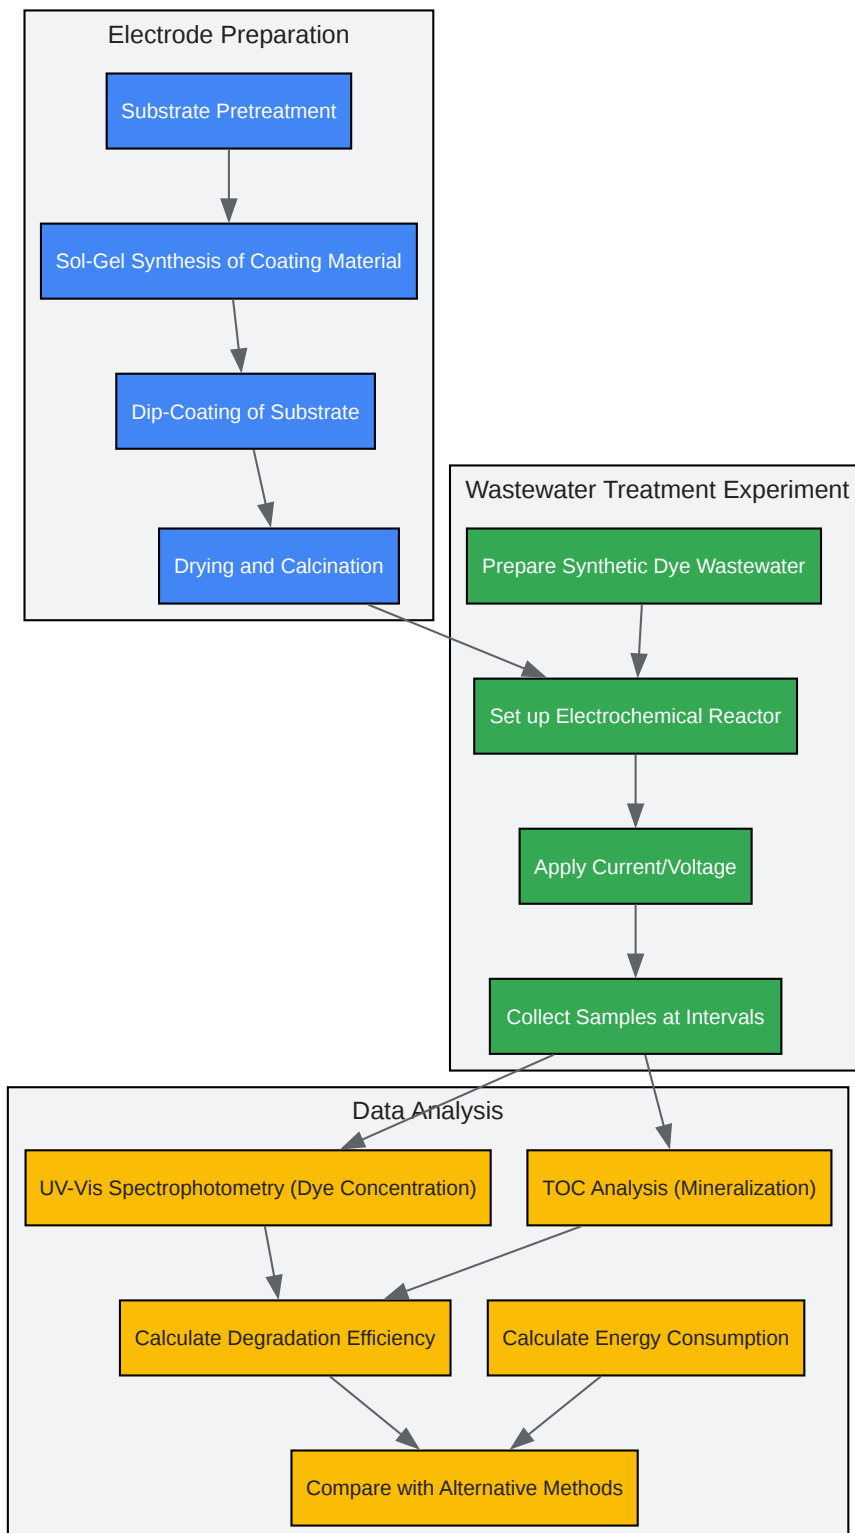 Electrode Preparation
Substrate Pretreatment
Sol-Gel Synthesis of Coating Material
Dip-Coating of Substrate
Drying and Calcination
Wastewater Treatment Experiment
Prepare Synthetic Dye Wastewater
Set up Electrochemical Reactor
Apply Current/Voltage
Collect Samples at Intervals
Data Analysis
UV-Vis Spectrophotometry (Dye Concentration)
TOC Analysis (Mineralization)
Calculate Degradation Efficiency
Calculate Energy Consumption
Compare with Alternative Methods